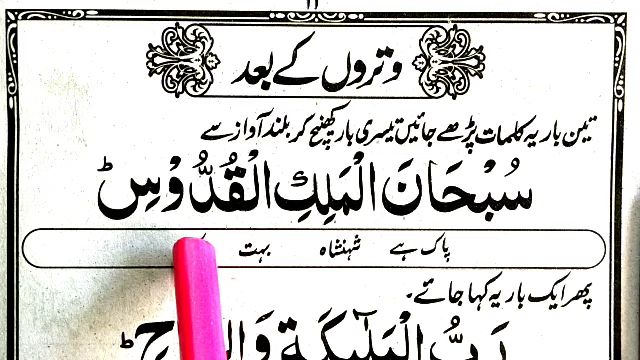 وتروں کے بعد
تین بار یہ کلمات پڑھے جائیں تیسری بار کھینچ کر بلند آواز سے
سُبْحَانَ الْمَلِكِ الْقُدُّوْسِ ط
پاک ہے شہنشاہ بہت
پھر ایک بار یہ کہا جائے۔
رَبُّ الْمَلٰٓئِكَةِ